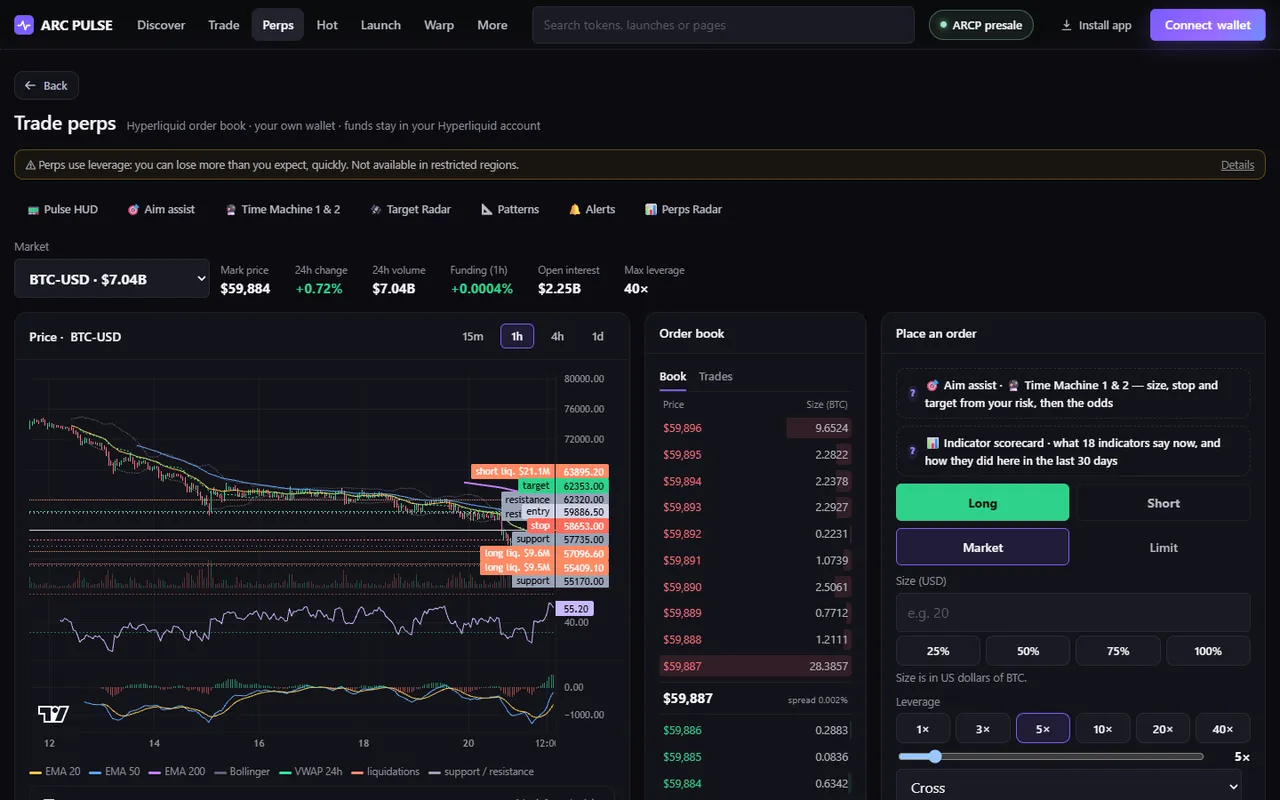 ARC PULSE Discover Trade Perps Hot Launch Warp More Search tokens, launches or pages ARCP presale Install app Connect wallet
Back
Trade perps Hyperliquid order book · your own wallet · funds stay in your Hyperliquid account
⚠ Perps use leverage: you can lose more than you expect, quickly. Not available in restricted regions. Details
Pulse HUD Aim assist Time Machine 1 & 2 Target Radar Patterns Alerts Perps Radar
Market
BTC-USD · $7.04B
Mark price 24h change 24h volume Funding (1h) Open interest Max leverage
$59,884 +0.72% $7.04B +0.0004% $2.25B 40×
Price · BTC-USD 15m 1h 4h 1d
80000.00
76000.00
72000.00
short liq. $21.1M 63895.20
target 62353.00
resistance 62320.00
resi entry 59886.50
stop 58653.00
support 57735.00
long liq. $9.6M 57096.60
long liq. $9.5M 55409.10
support 55170.00
55.20
40.00
0.00
−1000.00
12 14 16 18 20 12:00
EMA 20 EMA 50 EMA 200 Bollinger VWAP 24h liquidations support / resistance
Order book
Book Trades
Price Size (BTC)
$59,896 9.6524
$59,895 2.2822
$59,894 2.2378
$59,893 2.2927
$59,892 0.2231
$59,891 1.0739
$59,890 2.5061
$59,889 0.7712
$59,888 1.2111
$59,887 28.3857
$59,887 spread 0.002%
$59,886 0.2883
$59,885 0.0836
$59,884 0.6342
Place an order
? Aim assist · Time Machine 1 & 2 — size, stop and
target from your risk, then the odds
? Indicator scorecard · what 18 indicators say now, and
how they did here in the last 30 days
Long Short
Market Limit
Size (USD)
e.g. 20
25% 50% 75% 100%
Size is in US dollars of BTC.
Leverage
1× 3× 5× 10× 20× 40×
5×
Cross